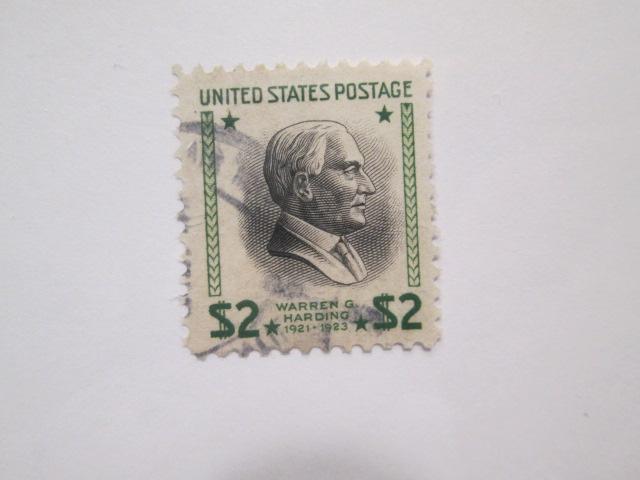 UNITED STATES POSTAGE
$2 WARREN G. $2
HARDING
1921 - 1923